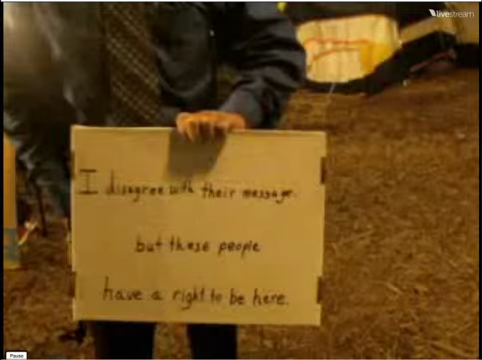 livestream
I disagree with their message.
but these people
have a right to be here.
Pause